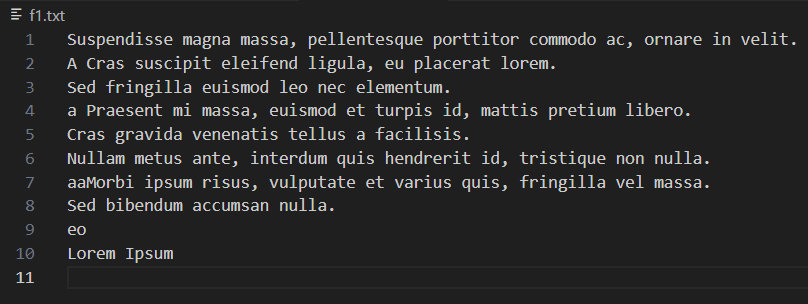 f1.txt
1 Suspendisse magna massa, pellentesque porttitor commodo ac, ornare in velit.
2 A Cras suscipit eleifend ligula, eu placerat lorem.
3 Sed fringilla euismod leo nec elementum.
4 a Praesent mi massa, euismod et turpis id, mattis pretium libero.
5 Cras gravida venenatis tellus a facilisis.
6 Nullam metus ante, interdum quis hendrerit id, tristique non nulla.
7 aaMorbi ipsum risus, vulputate et varius quis, fringilla vel massa.
8 Sed bibendum accumsan nulla.
9 eo
10 Lorem Ipsum
11